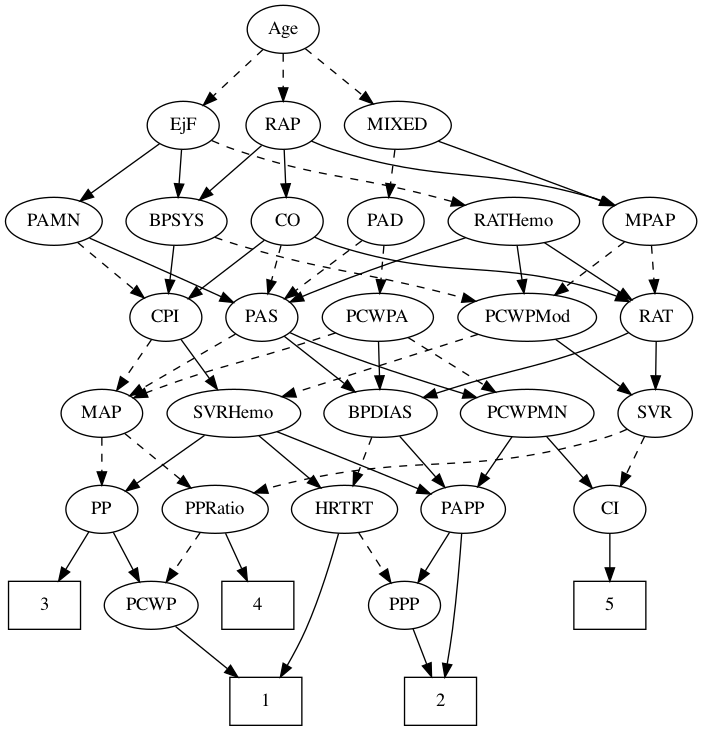 Age
EjF RAP MIXED
PAMN BPSYS CO PAD RATHemo MPAP
CPI PAS PCWPA PCWPMod RAT
MAP SVRHemo BPDIAS PCWPMN SVR
PP PPRatio HRTRT PAPP CI
3 PCWP 4 PPP 5
1 2